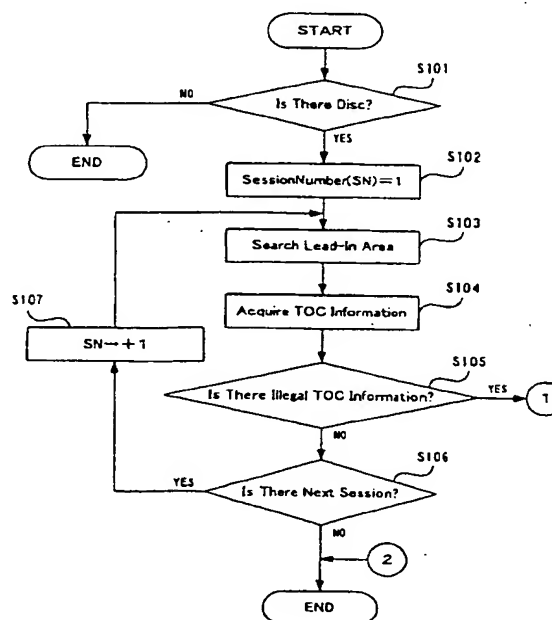 START
S101
NO
Is There Disc?
END
YES
S102
SessionNumber(SN)=1
S103
Search Lead-In Area
S107
S104
SN→+1
Acquire TOC Information
S105
Is There Illegal TOC Information?
YES
1
NO
S106
YES
Is There Next Session?
NO
2
END